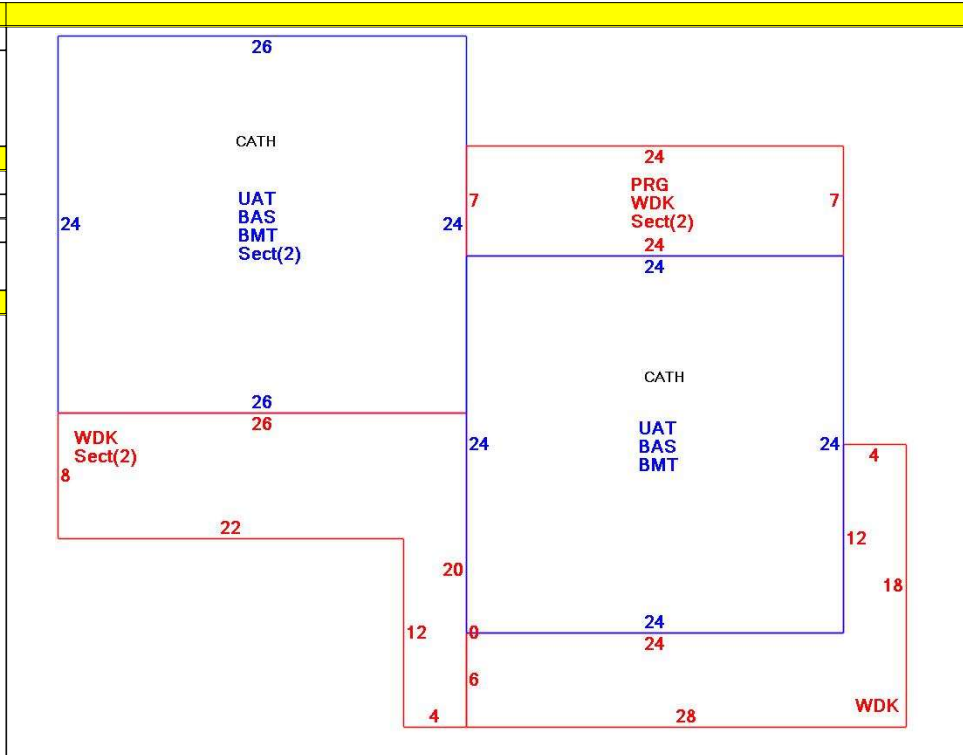 26
CATH
24
PRG
WDK
Sect(2)
7
7
UAT
BAS
BMT
Sect(2)
24
24
24
24
CATH
26
26
UAT
BAS
BMT
WDK
Sect(2)
24
24
4
8
22
12
20
18
24
12
0
24
6
WDK
4
28